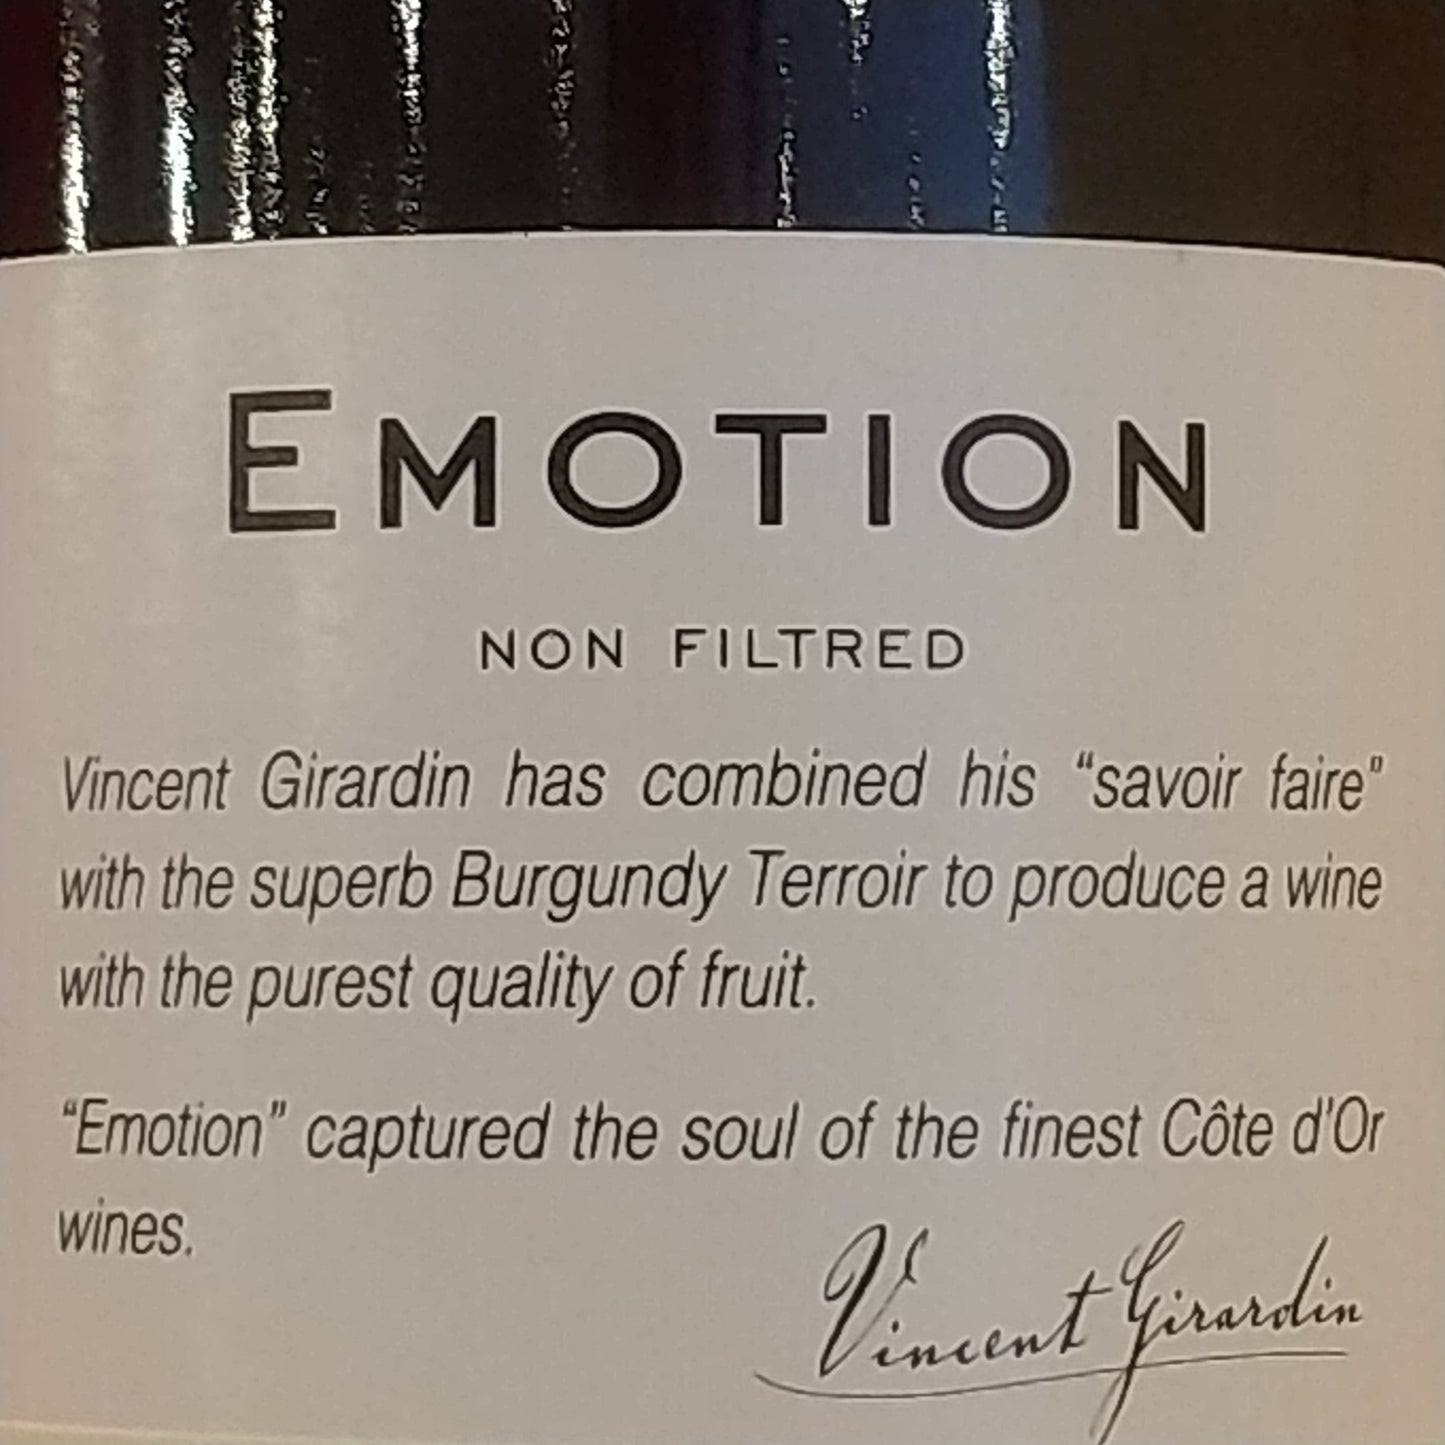 EMOTION
NON FILTRED
Vincent Girardin has combined his “savoir faire”
with the superb Burgundy Terroir to produce a wine
with the purest quality of fruit.
“Emotion” captured the soul of the finest Côte d'Or
wines.
Vincent Girardin